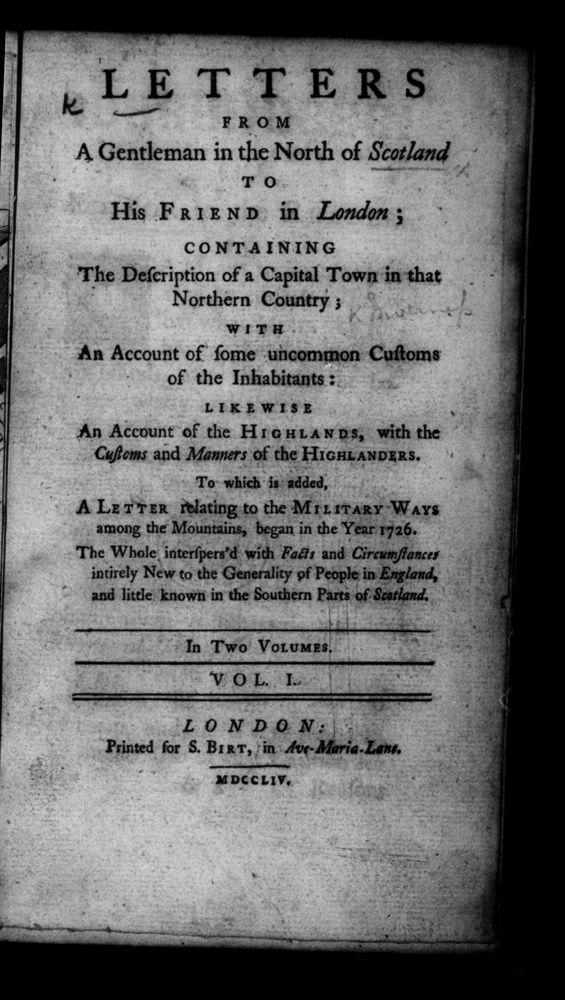 LETTERS
k
FROM
A Gentleman in the North of Scotland
TO
His FRIEND in London;
CONTAINING
The Deſcription of a Capital Town in that
Northern Country;
WITH
An Account of ſome uncommon Cuſtoms
of the Inhabitants:
LIKEWISE
An Account of the HIGHLANDS, with the
Cuſtoms and Manners of the HIGHLANDERS.
To which is added,
A LETTER relating to the MILITARY WAYS
among the Mountains, began in the Year 1726.
The Whole interſpers'd with Facts and Circumſtances
intirely New to the Generality of People in England,
and little known in the Southern Parts of Scotland.
In TWO VOLUMES.
VOL. I.
LONDON:
Printed for S. BIRT, in Ave-Maria-Lane.
MDCCLIV.